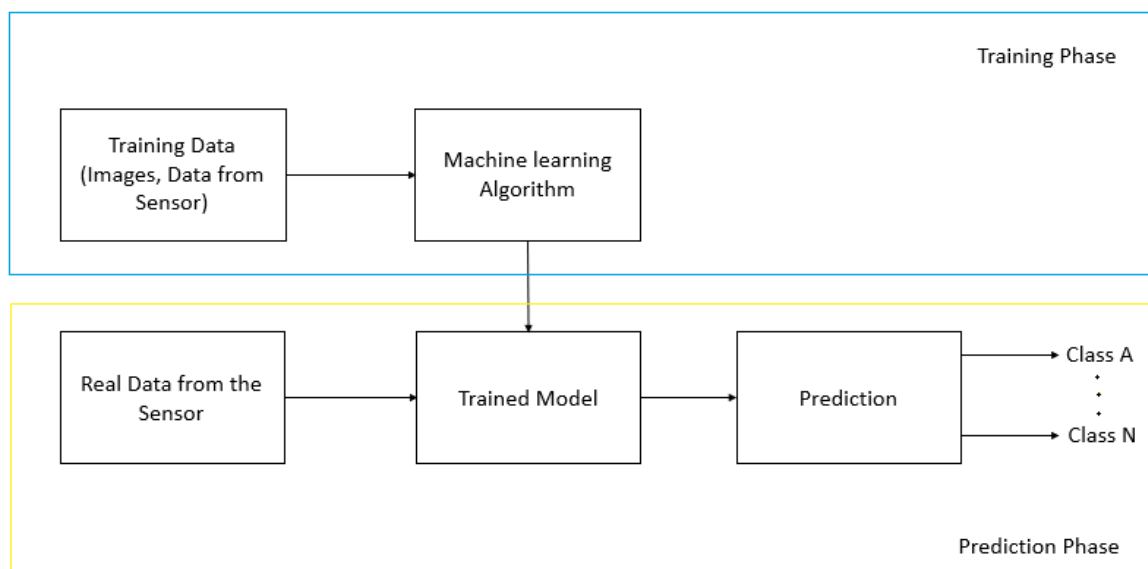 Training Phase
Training Data
(Images, Data from
Sensor)
Machine learning
Algorithm
Real Data from the
Sensor
Trained Model
Prediction
Class A
Class N
Prediction Phase